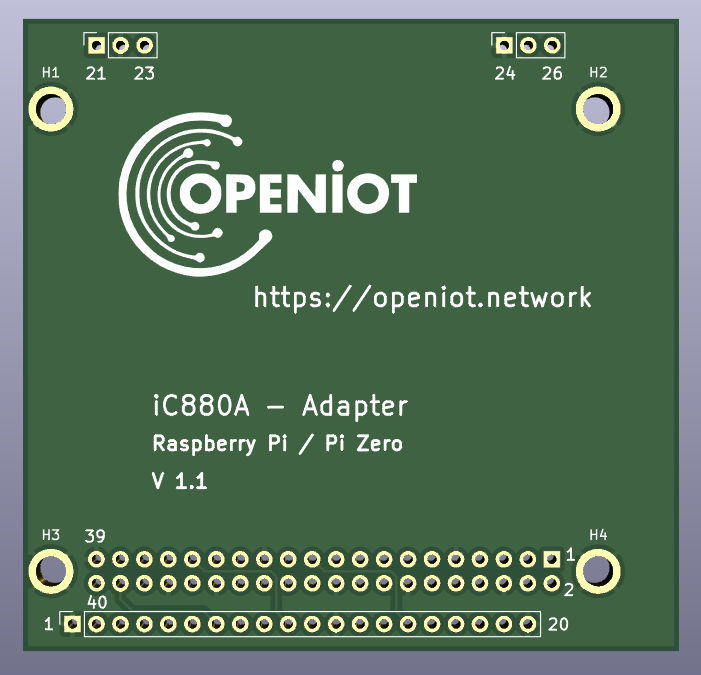 21 23 24 26
H1 H2
OPENiOT
https://openiot.network
iC880A - Adapter
Raspberry Pi / Pi Zero
V 1.1
H3 39 H4
1
2
40
1 20